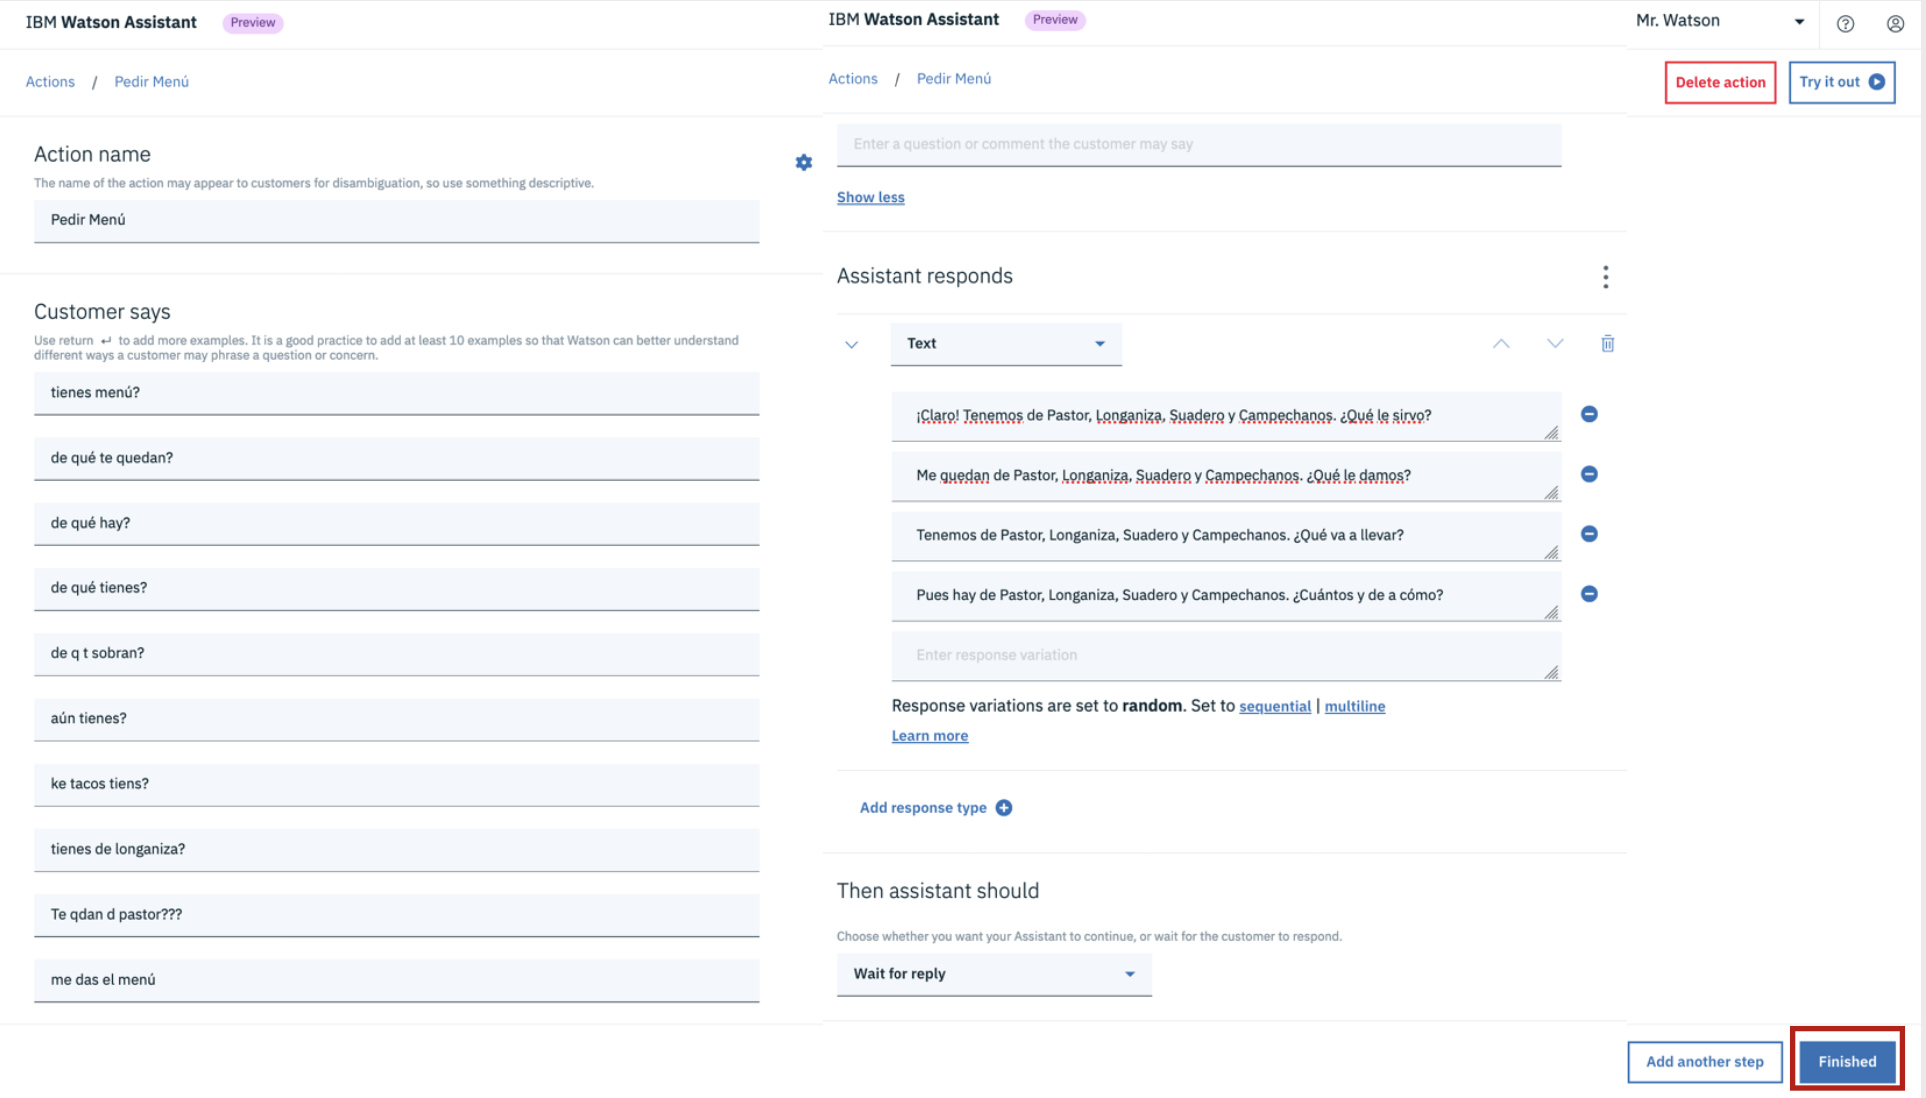 IBM Watson Assistant Preview
Actions / Pedir Menú
Action name
The name of the action may appear to customers for disambiguation, so use something descriptive.
Pedir Menú
Customer says
Use return ↵ to add more examples. It is a good practice to add at least 10 examples so that Watson can better understand
different ways a customer may phrase a question or concern.
tienes menú?
de qué te quedan?
de qué hay?
de qué tienes?
de q t sobran?
aún tienes?
ke tacos tiens?
tienes de longaniza?
Te qdan d pastor???
me das el menú
IBM Watson Assistant Preview
Actions / Pedir Menú
Enter a question or comment the customer may say
Show less
Assistant responds
Text
¡Claro! Tenemos de Pastor, Longaniza, Suadero y Campechanos. ¿Qué le sirvo?
Me quedan de Pastor, Longaniza, Suadero y Campechanos. ¿Qué le damos?
Tenemos de Pastor, Longaniza, Suadero y Campechanos. ¿Qué va a llevar?
Pues hay de Pastor, Longaniza, Suadero y Campechanos. ¿Cuántos y de a cómo?
Enter response variation
Response variations are set to random. Set to sequential | multiline
Learn more
Add response type
Then assistant should
Choose whether you want your Assistant to continue, or wait for the customer to respond.
Wait for reply
Mr. Watson
Delete action
Try it out
Add another step
Finished